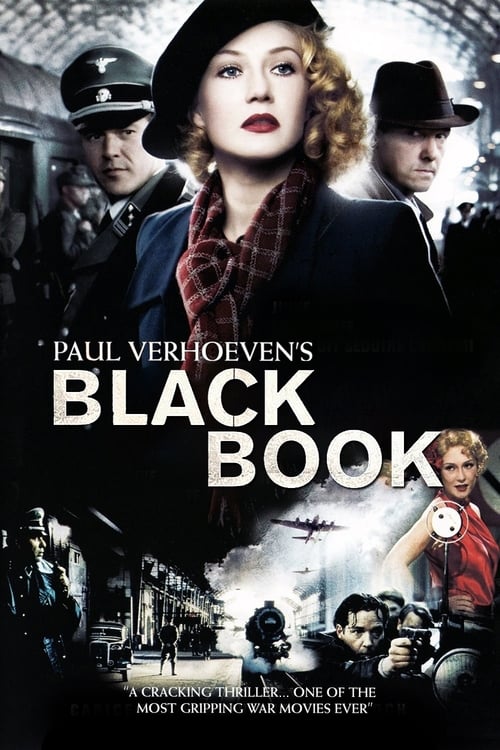 PAUL VERHOEVEN'S
BLACK
BOOK
"A CRACKING THRILLER... ONE OF THE
MOST GRIPPING WAR MOVIES EVER"